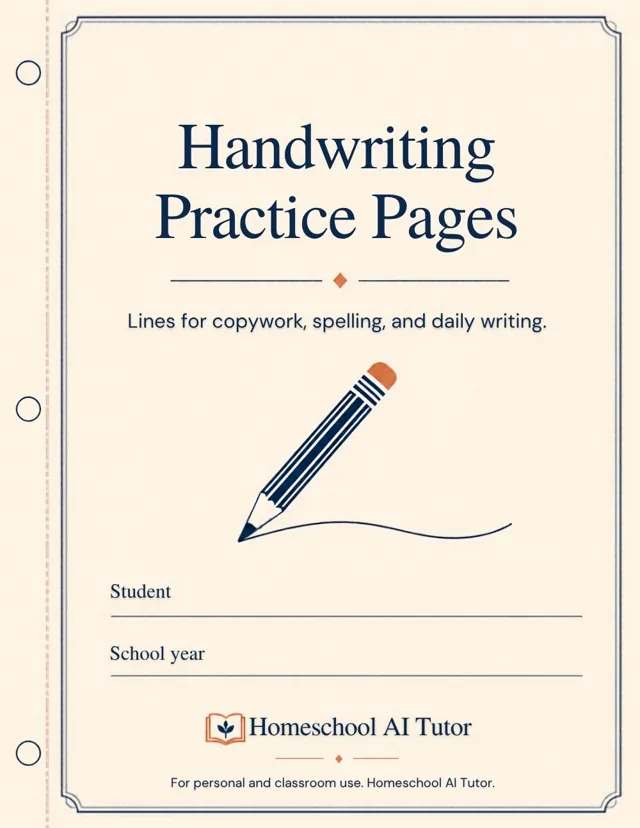 Handwriting
Practice Pages
Lines for copywork, spelling, and daily writing.
Student
School year
Homeschool AI Tutor
For personal and classroom use. Homeschool AI Tutor.